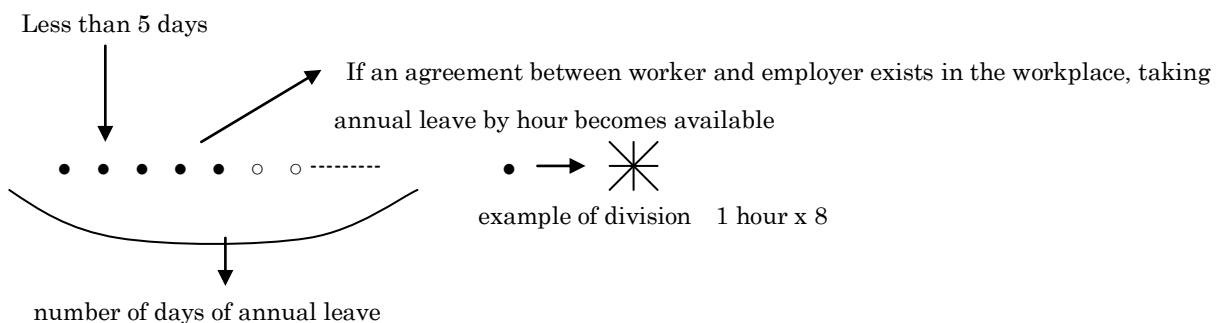 Less than 5 days
If an agreement between worker and employer exists in the workplace, taking
annual leave by hour becomes available
example of division 1 hour x 8
number of days of annual leave